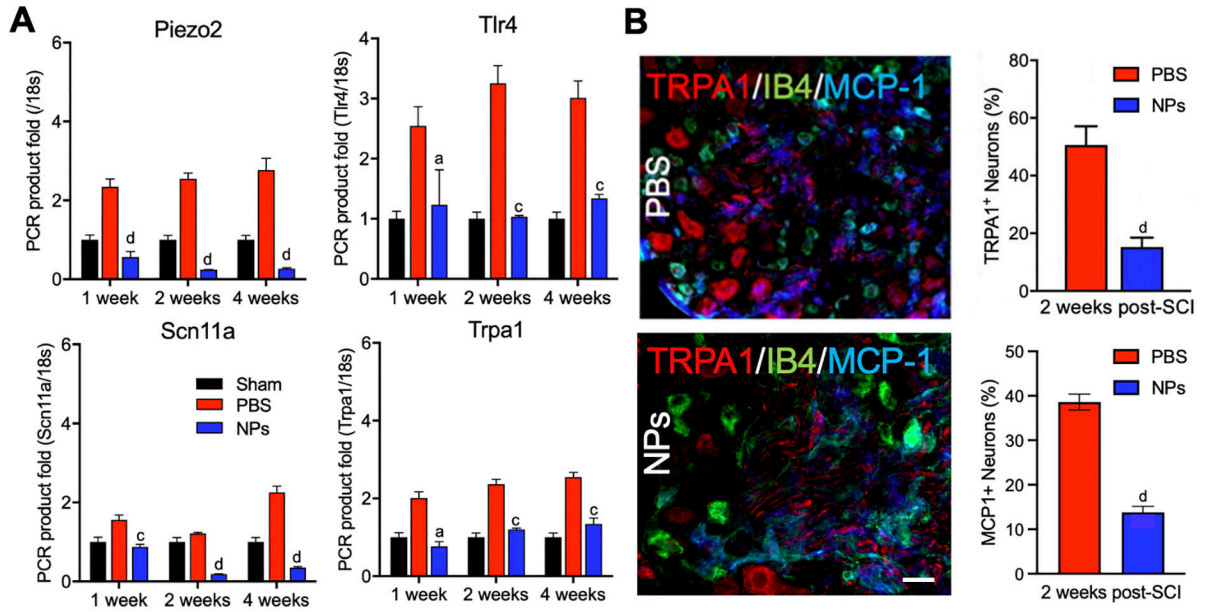 A
Piezo2
PCR product fold (/18s)
6
4
2
0
d
d
d
1 week
2 weeks
4 weeks
Tlr4
PCR product fold (Tlr4/18s)
4
3
2
1
0
a
c
c
1 week
2 weeks
4 weeks
Scn11a
PCR product fold (Scn11a/18s)
6
4
2
0
Sham
PBS
NPs
c
d
d
1 week
2 weeks
4 weeks
Trpa1
PCR product fold (Trpa1/18s)
6
4
2
0
a
c
c
1 week
2 weeks
4 weeks
B
TRPA1/IB4/MCP-1
PBS
TRPA1⁺ Neurons (%)
80
60
40
20
0
PBS
NPs
d
2 weeks post-SCI
TRPA1/IB4/MCP-1
NPs
MCP1+ Neurons (%)
50
40
30
20
10
0
PBS
NPs
d
2 weeks post-SCI